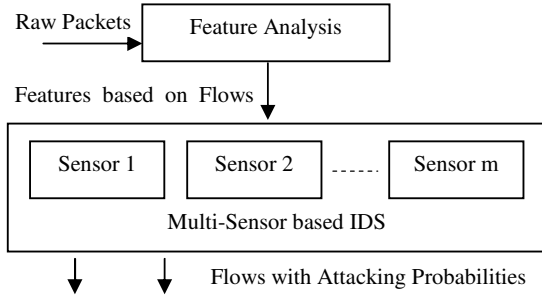 Raw Packets
Feature Analysis
Features based on Flows
Sensor 1
Sensor 2
Sensor m
Multi-Sensor based IDS
Flows with Attacking Probabilities